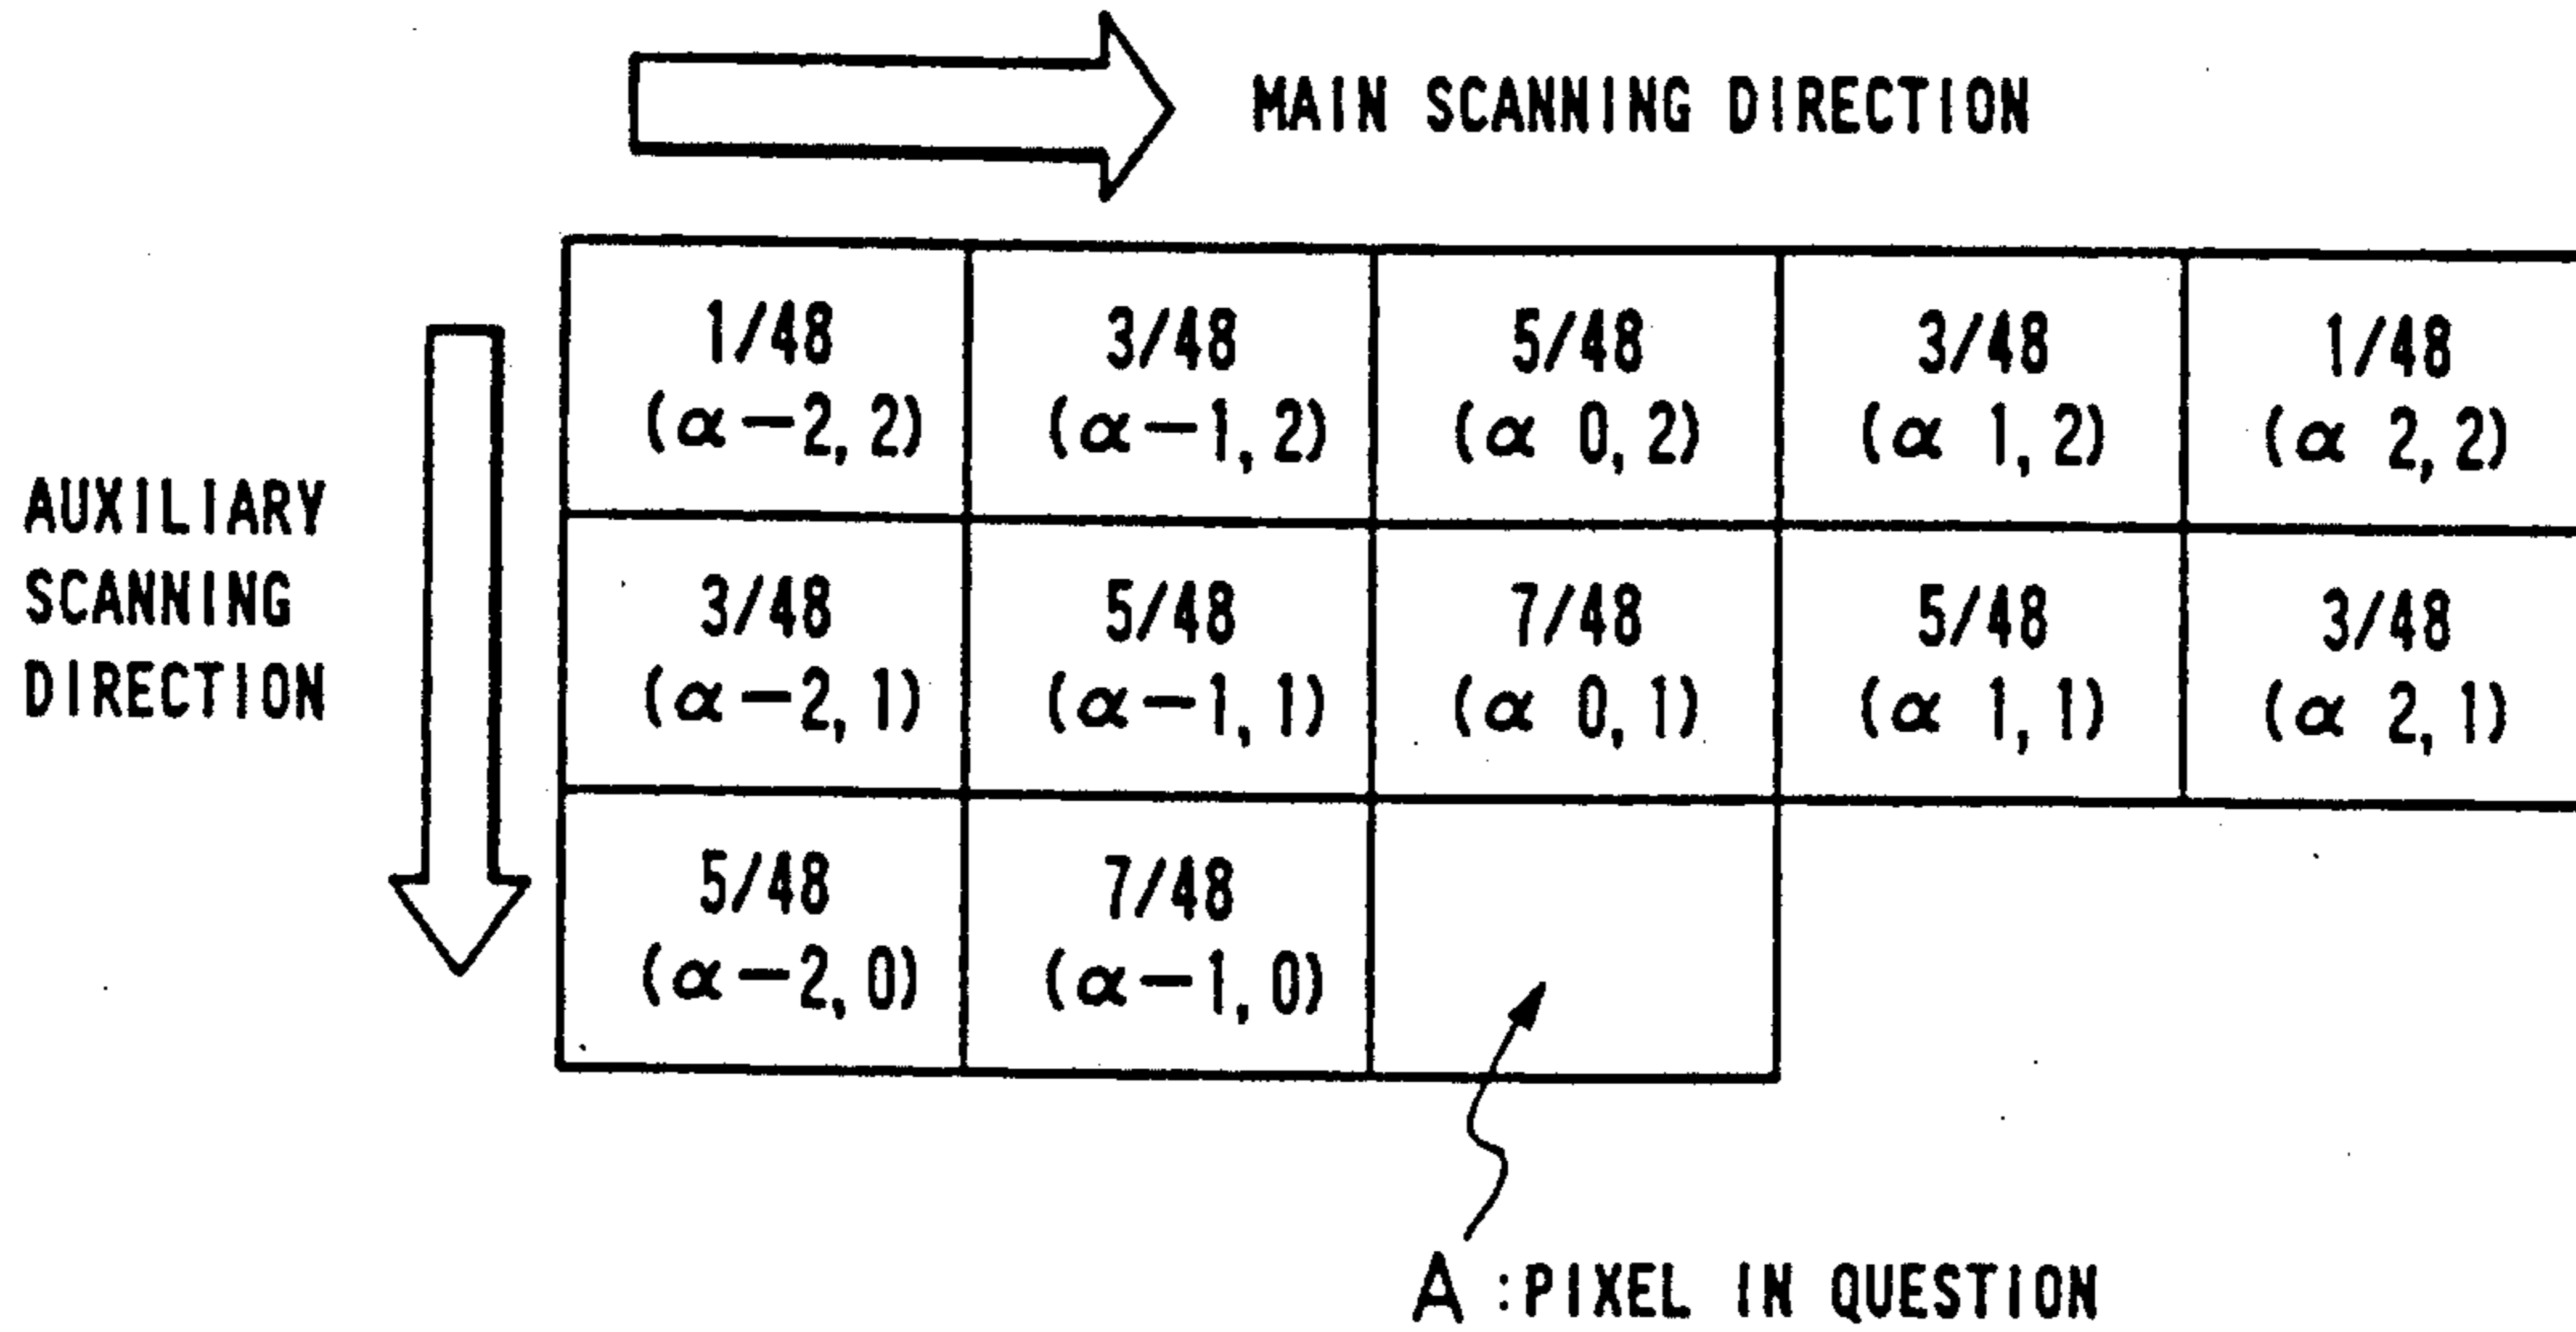 MAIN SCANNING DIRECTION
AUXILIARY
SCANNING
DIRECTION
1/48 3/48 5/48 3/48 1/48
(α−2, 2) (α−1, 2) (α 0, 2) (α 1, 2) (α 2, 2)
3/48 5/48 7/48 5/48 3/48
(α−2, 1) (α−1, 1) (α 0, 1) (α 1, 1) (α 2, 1)
5/48 7/48
(α−2, 0) (α−1, 0)
A :PIXEL IN QUESTION